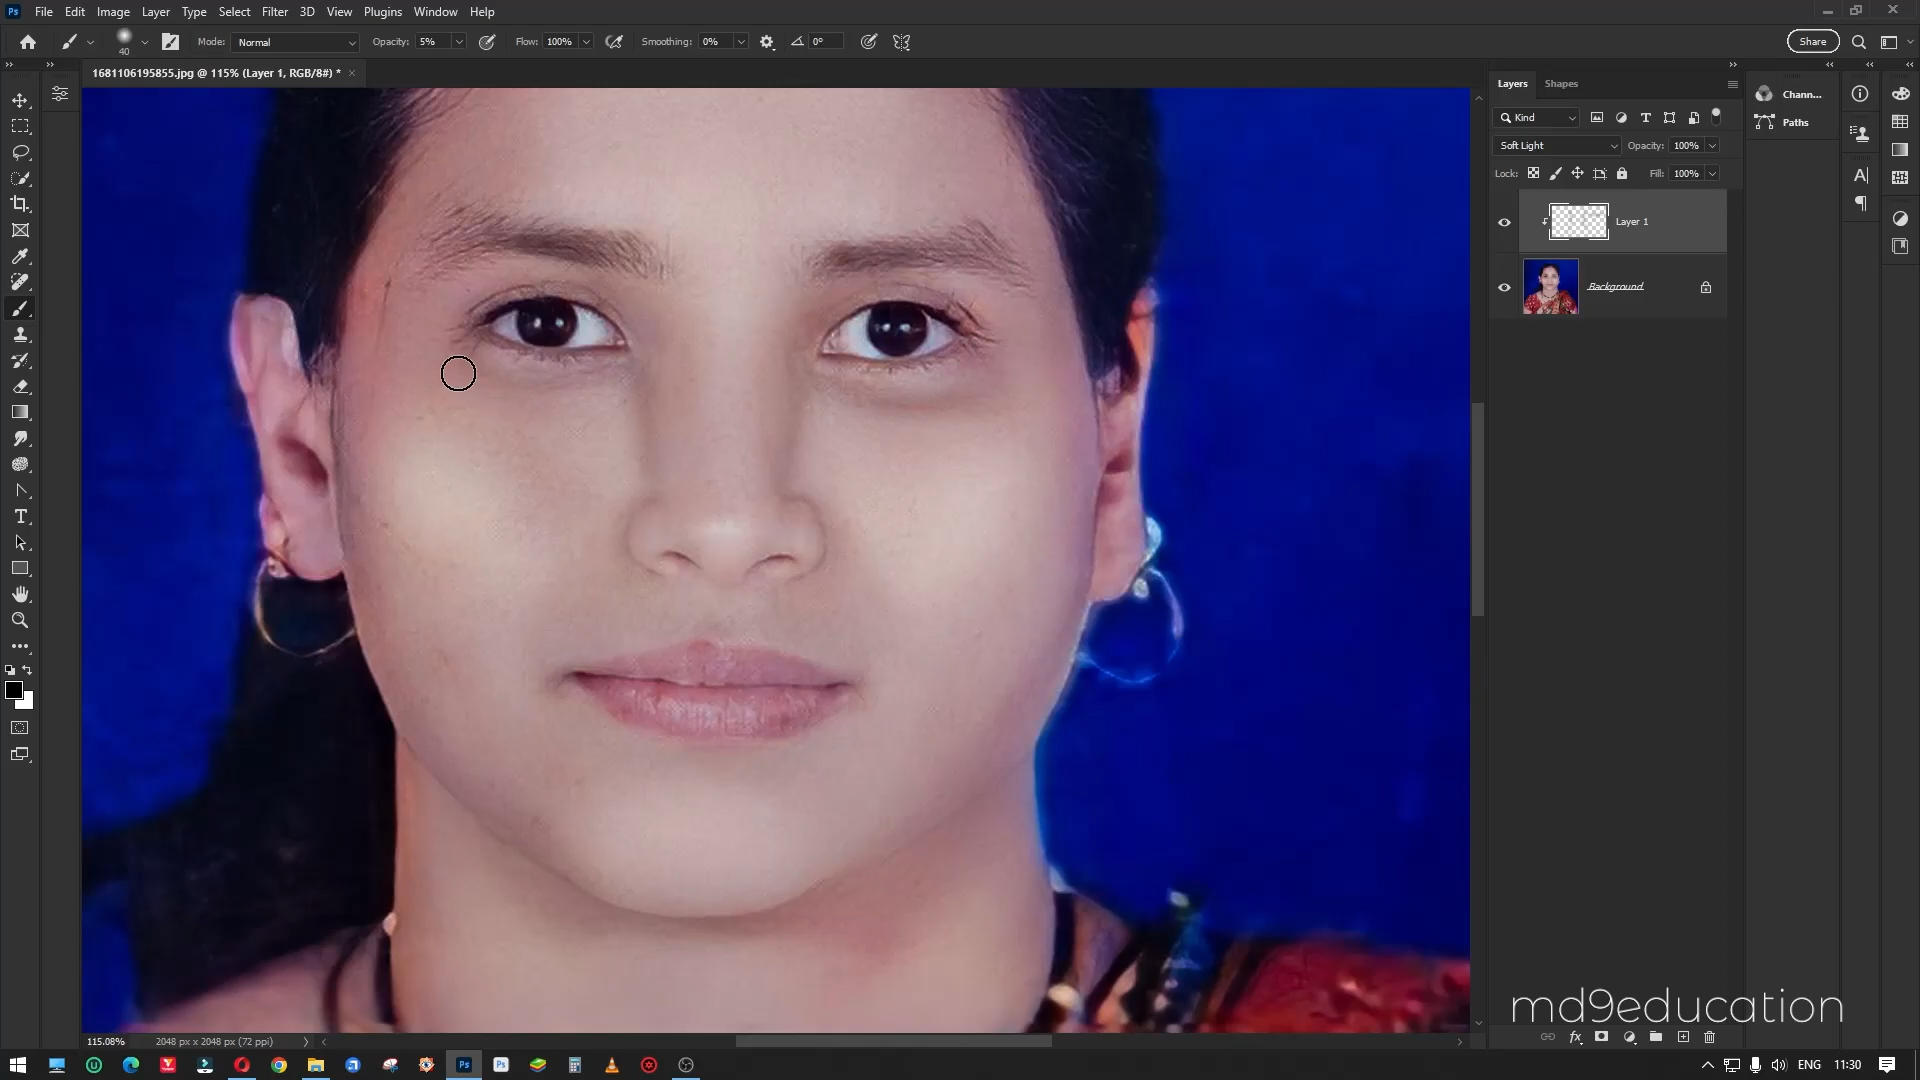 Ps File Edit Image Layer Type Select Filter 3D View Plugins Window Help
40 Mode: Normal Opacity: 5% Flow: 100% Smoothing: 0% 0° Share
1681106195855.jpg @ 115% (Layer 1, RGB/8#) * ×
Layers Shapes
Chann...
Paths
Kind
Soft Light Opacity: 100%
Lock: Fill: 100%
Layer 1
Background
md9education
115.08% 2048 px x 2048 px (72 ppi)
ENG 11:30